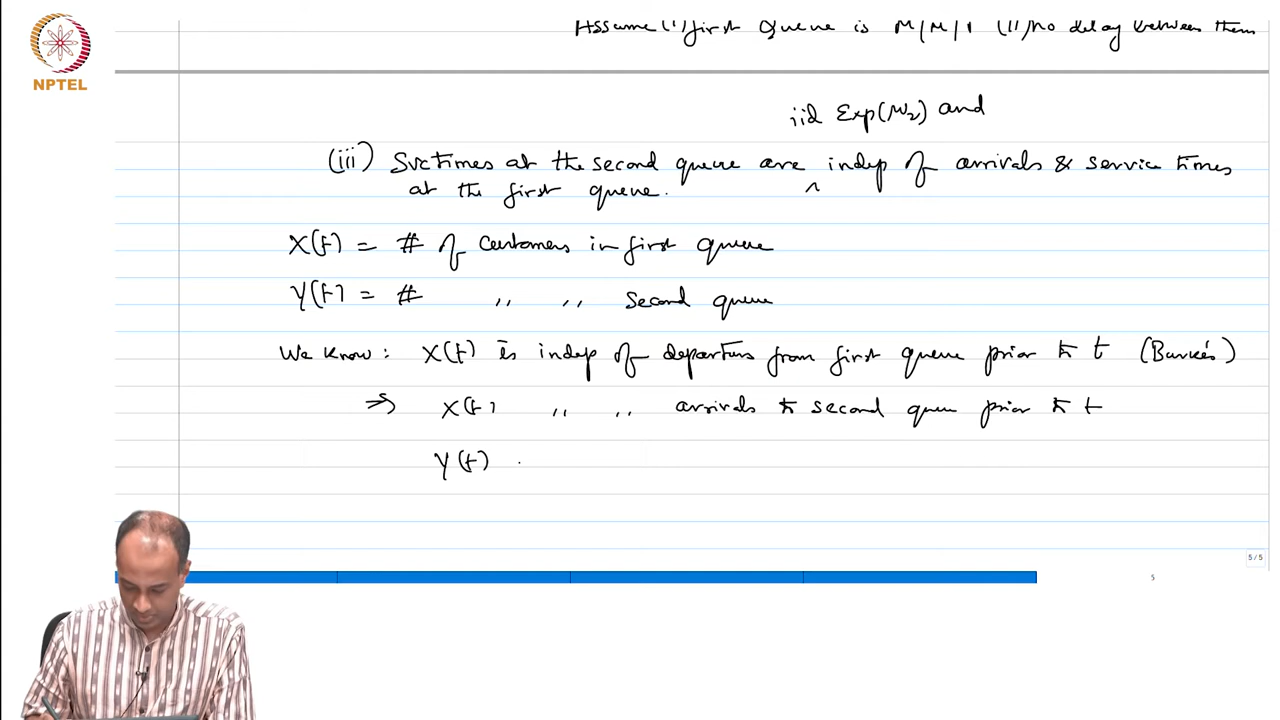 Assume (i) first Queue is M/M/1 (ii) no delay between them
NPTEL
iid Exp(μ2) and
(iii) Svc times at the second queue are ^ indep of arrivals & service times
at the first queue.
X(t) = # of customers in first queue
Y(t) = # ,, ,, second queue
We know: X(t) is indep of departures from first queue prior to t (Burke's)
⇒ X(t) ,, ,, arrivals to second queue prior to t
Y(t)
5/5
5